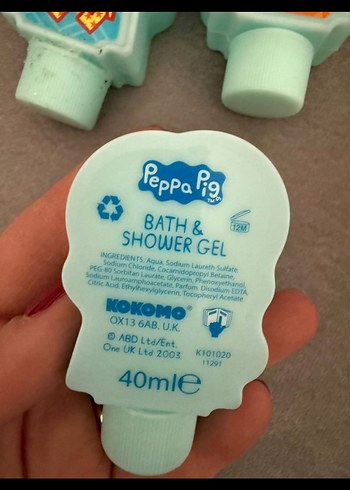 Peppa Pig™
BATH &
SHOWER GEL
12M
INGREDIENTS: Aqua, Sodium Laureth Sulfate,
Sodium Chloride, Cocamidopropyl Betaine,
PEG-80 Sorbitan Laurate, Glycerin, Phenoxyethanol,
Sodium Lauroamphoacetate, Parfum, Disodium EDTA,
Citric Acid, Ethylhexylglycerin, Tocopheryl Acetate.
KOKOMO®
OX13 6AB. U.K.
© ABD Ltd/Ent.
One UK Ltd 2003
K101020
11291
40ml℮